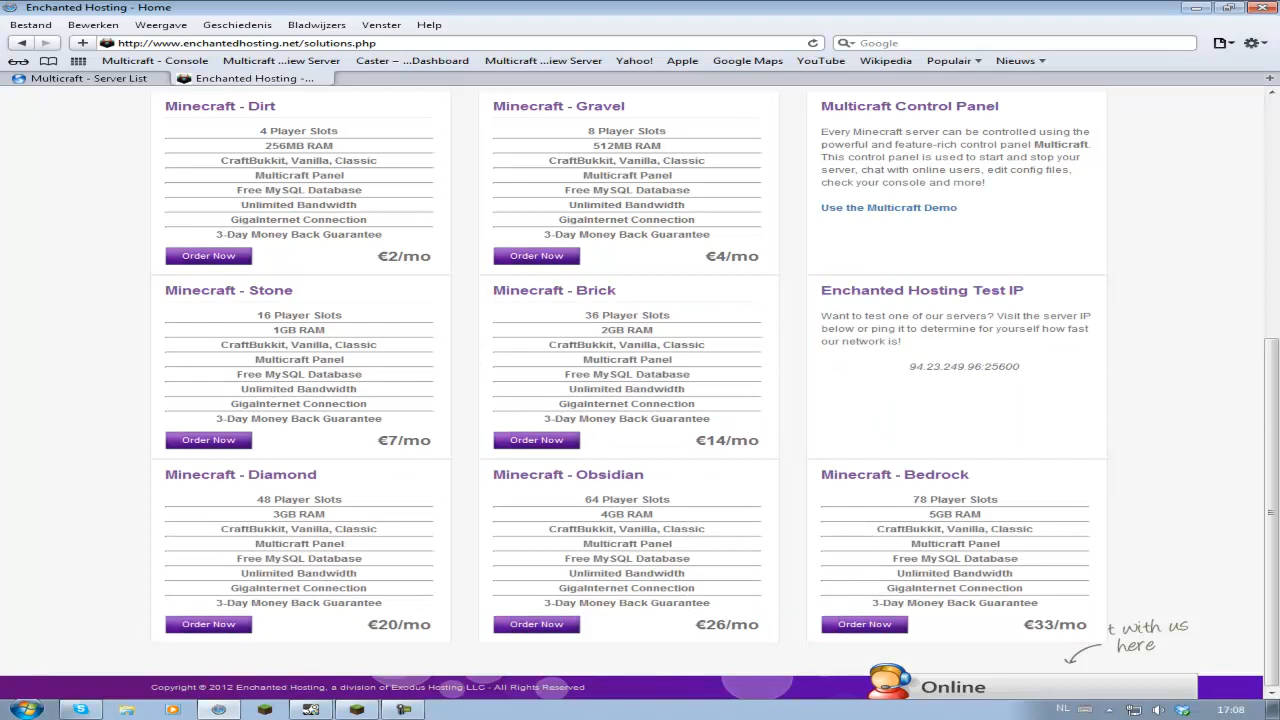 Enchanted Hosting - Home
Bestand Bewerken Weergave Geschiedenis Bladwijzers Venster Help
http://www.enchantedhosting.net/solutions.php
Google
Multicraft - Console Multicraft ...iew Server Caster – ...Dashboard Multicraft ...iew Server Yahoo! Apple Google Maps YouTube Wikipedia Populair Nieuws
Multicraft - Server List
Enchanted Hosting -...
Minecraft - Dirt
4 Player Slots
256MB RAM
CraftBukkit, Vanilla, Classic
Multicraft Panel
Free MySQL Database
Unlimited Bandwidth
GigaInternet Connection
3-Day Money Back Guarantee
Order Now
€2/mo
Minecraft - Gravel
8 Player Slots
512MB RAM
CraftBukkit, Vanilla, Classic
Multicraft Panel
Free MySQL Database
Unlimited Bandwidth
GigaInternet Connection
3-Day Money Back Guarantee
Order Now
€4/mo
Multicraft Control Panel
Every Minecraft server can be controlled using the
powerful and feature-rich control panel Multicraft.
This control panel is used to start and stop your
server, chat with online users, edit config files,
check your console and more!
Use the Multicraft Demo
Minecraft - Stone
16 Player Slots
1GB RAM
CraftBukkit, Vanilla, Classic
Multicraft Panel
Free MySQL Database
Unlimited Bandwidth
GigaInternet Connection
3-Day Money Back Guarantee
Order Now
€7/mo
Minecraft - Brick
36 Player Slots
2GB RAM
CraftBukkit, Vanilla, Classic
Multicraft Panel
Free MySQL Database
Unlimited Bandwidth
GigaInternet Connection
3-Day Money Back Guarantee
Order Now
€14/mo
Enchanted Hosting Test IP
Want to test one of our servers? Visit the server IP
below or ping it to determine for yourself how fast
our network is!
94.23.249.96:25600
Minecraft - Diamond
48 Player Slots
3GB RAM
CraftBukkit, Vanilla, Classic
Multicraft Panel
Free MySQL Database
Unlimited Bandwidth
GigaInternet Connection
3-Day Money Back Guarantee
Order Now
€20/mo
Minecraft - Obsidian
64 Player Slots
4GB RAM
CraftBukkit, Vanilla, Classic
Multicraft Panel
Free MySQL Database
Unlimited Bandwidth
GigaInternet Connection
3-Day Money Back Guarantee
Order Now
€26/mo
Minecraft - Bedrock
78 Player Slots
5GB RAM
CraftBukkit, Vanilla, Classic
Multicraft Panel
Free MySQL Database
Unlimited Bandwidth
GigaInternet Connection
3-Day Money Back Guarantee
Order Now
€33/mo
t with us
here
Online
Copyright © 2012 Enchanted Hosting, a division of Exodus Hosting LLC - All Rights Reserved
NL
17:08